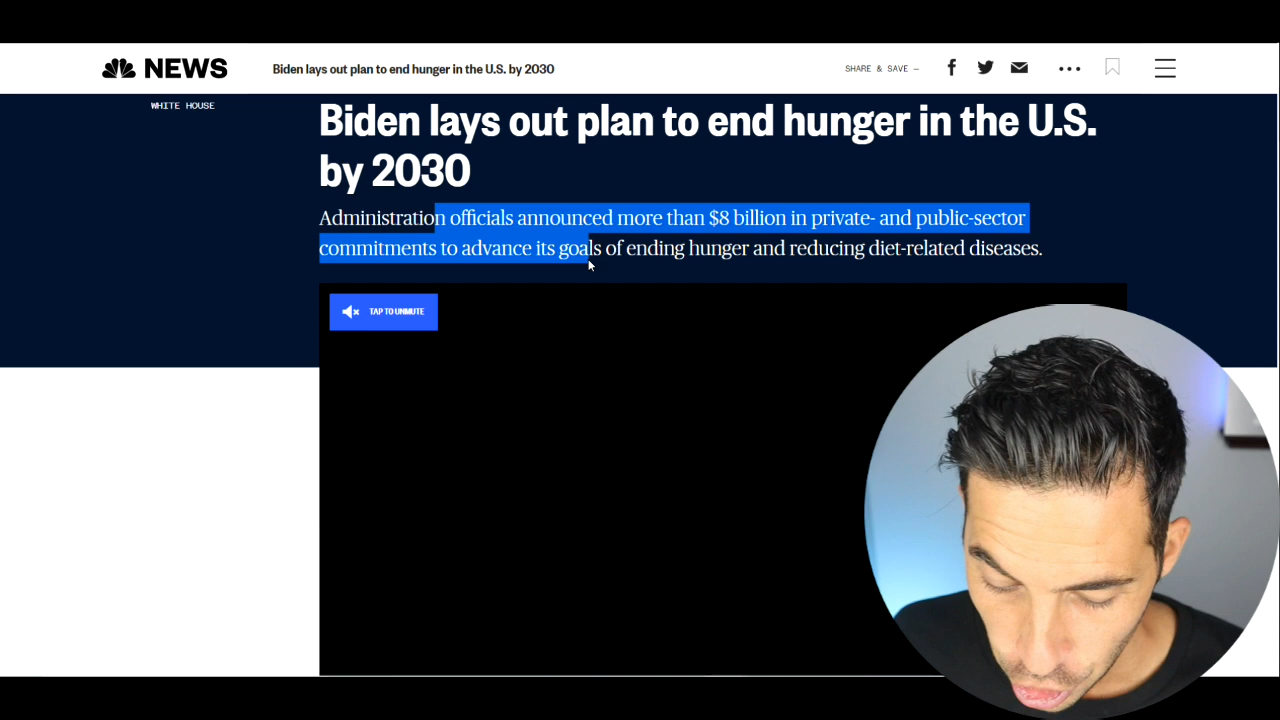 NEWS
Biden lays out plan to end hunger in the U.S. by 2030
SHARE & SAVE —
WHITE HOUSE
Biden lays out plan to end hunger in the U.S.
by 2030
Administration officials announced more than $8 billion in private- and public-sector
commitments to advance its goals of ending hunger and reducing diet-related diseases.
TAP TO UNMUTE